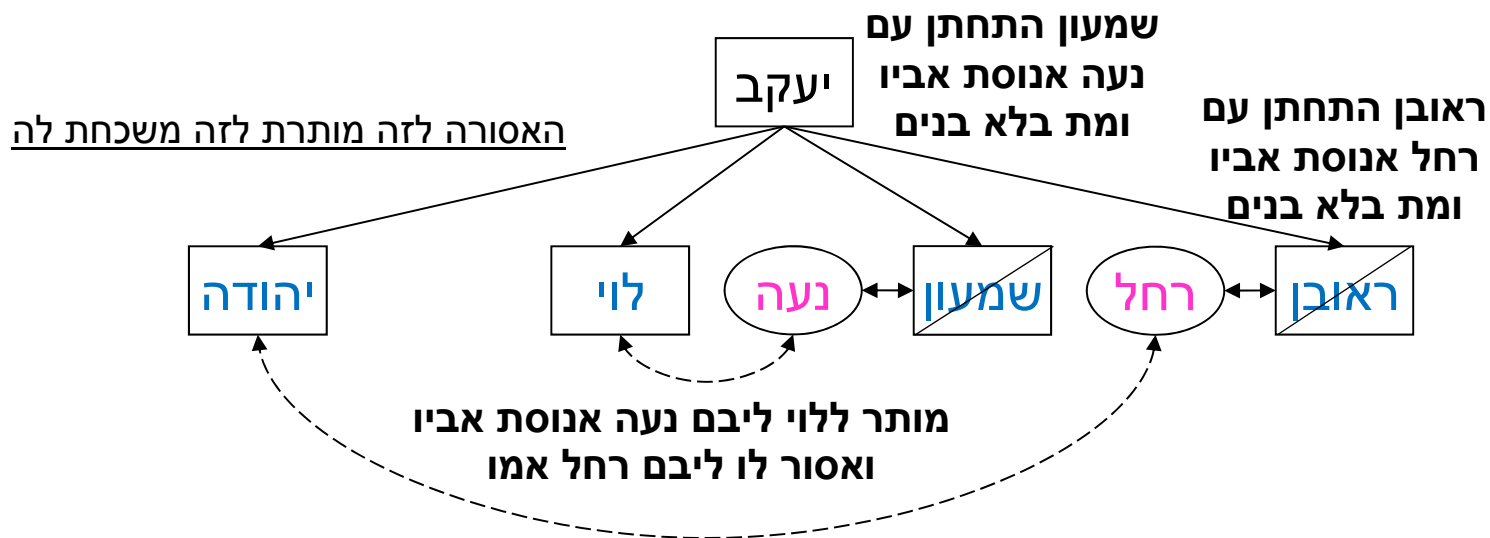 שמעון התחתן עם
נעה אנוסת אביו
ומת בלא בנים
יעקב
ראובן התחתן עם
רחל אנוסת אביו
ומת בלא בנים
האסורה לזה מותרת לזה משכחת לה
ראובן
רחל
שמעון
נעה
לוי
יהודה
מותר ללוי ליבם נעה אנוסת אביו
ואסור לו ליבם רחל אמו